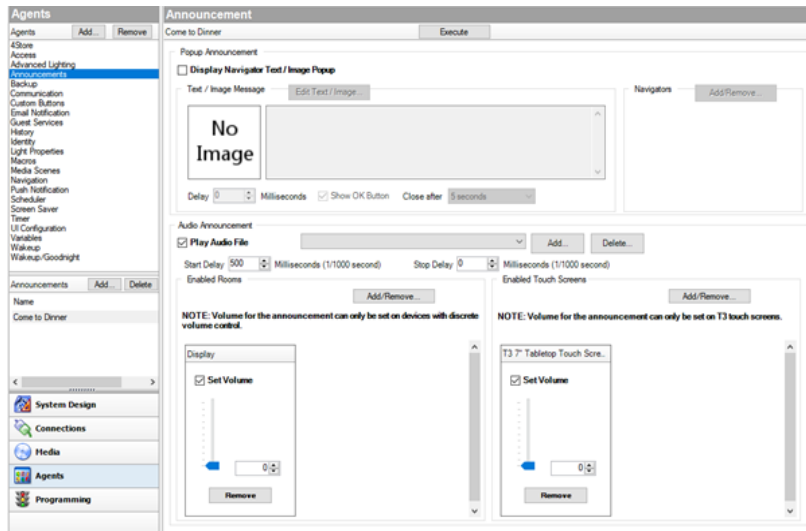 Agents
Agents Add... Remove
4Store
Access
Advanced Lighting
Announcements
Backup
Communication
Custom Buttons
Email Notification
Guest Services
History
Identity
Light Properties
Macros
Media Scenes
Navigation
Push Notification
Scheduler
Screen Saver
Timer
UI Configuration
Variables
Wakeup
Wakeup/Goodnight
Announcements Add... Delete
Name
Come to Dinner
System Design
Connections
Media
Agents
Programming
Announcement
Come to Dinner Execute
Popup Announcement
Display Navigator Text / Image Popup
Text / Image Message Edit Text / Image...
No
Image
Delay 0 Milliseconds Show OK Button Close after 5 seconds
Navigators Add/Remove...
Audio Announcement
Play Audio File Add... Delete...
Start Delay 500 Milliseconds (1/1000 second) Stop Delay 0 Milliseconds (1/1000 second)
Enabled Rooms
Add/Remove...
NOTE: Volume for the announcement can only be set on devices with discrete
volume control.
Display
Set Volume
0
Remove
Enabled Touch Screens
Add/Remove...
NOTE: Volume for the announcement can only be set on T3 touch screens.
T3 7" Tabletop Touch Scre..
Set Volume
0
Remove